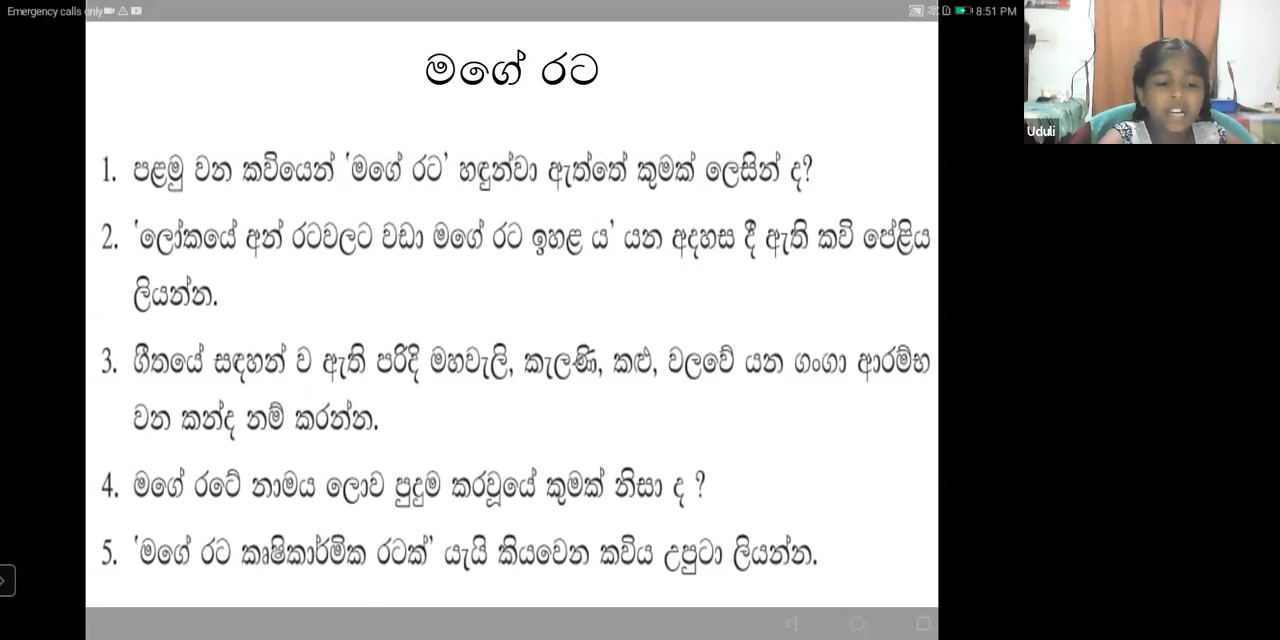 Emergency calls only
8:51 PM
Uduli
මගේ රට
1. පළමු වන කවියෙන් 'මගේ රට' හඳුන්වා ඇත්තේ කුමක් ලෙසින් ද?
2. 'ලෝකයේ අන් රටවලට වඩා මගේ රට ඉහළ ය' යන අදහස දී ඇති කවි පේළිය
ලියන්න.
3. ගීතයේ සඳහන් ව ඇති පරිදි මහවැලි, කැලණි, කළු, වලවේ යන ගංගා ආරම්භ
වන කන්ද නම් කරන්න.
4. මගේ රටේ නාමය ලොව පුදුම කරවූයේ කුමක් නිසා ද ?
5. 'මගේ රට කෘෂිකාර්මික රටක්' යැයි කියවෙන කවිය උපුටා ලියන්න.